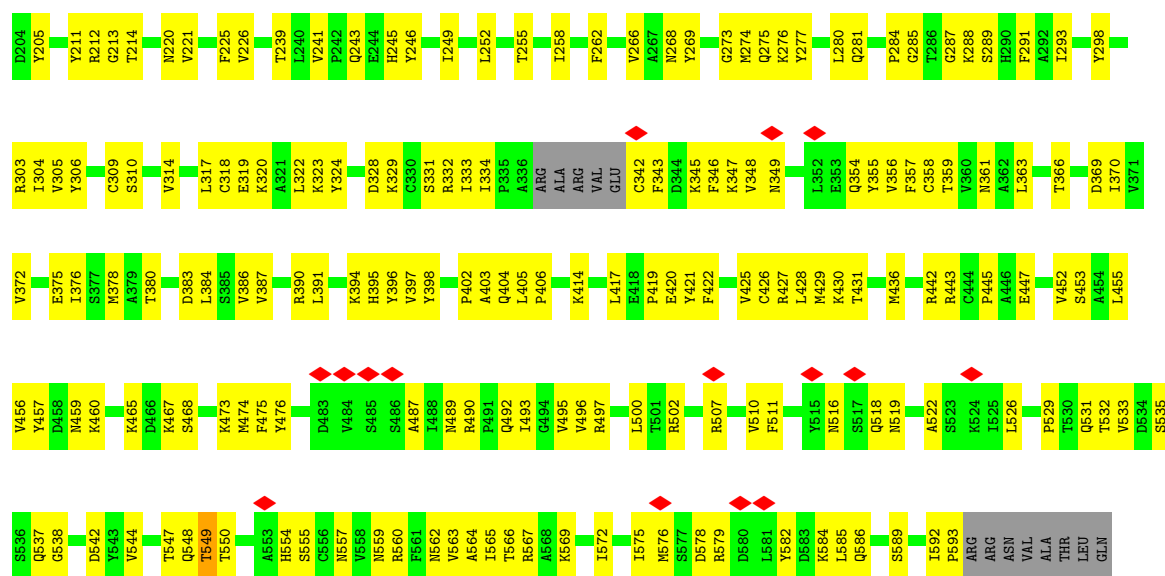 D204 Y205 Y211 R212 G213 T214 N220 V221 F225 V226 T239 L240 V241 P242 Q243 E244 H245 Y246 I249 L252 T255 I258 F262 V266 A267 N268 Y269 G273 M274 Q275 K276 Y277 L280 Q281 P284 G285 T286 G287 K288 S289 H290 F291 A292 I293 Y298
R303 I304 V305 Y306 C309 S310 V314 L317 C318 E319 K320 A321 L322 K323 Y324 D328 K329 C330 S331 R332 I333 I334 P335 A336 ARG ALA ARG VAL GLU C342 F343 D344 K345 F346 K347 V348 N349 L352 E353 Q354 Y355 V356 F357 C358 T359 V360 N361 A362 L363 T366 D369 I370 V371
V372 E375 I376 S377 M378 A379 T380 D383 L384 S385 V386 V387 R390 L391 K394 H395 Y396 V397 Y398 P402 A403 Q404 L405 P406 K414 L417 E418 P419 E420 Y421 F422 V425 C426 R427 L428 M429 K430 T431 M436 R442 R443 C444 P445 A446 E447 V452 S453 A454 L455
V456 Y457 D458 N459 K460 K465 D466 K467 S468 K473 M474 F475 Y476 D483 V484 S485 S486 A487 I488 N489 R490 P491 Q492 I493 G494 V495 V496 R497 L500 T501 R502 R507 V510 F511 Y515 N516 S517 Q518 N519 A522 S523 K524 I525 L526 P529 T530 Q531 T532 V533 D534 S535
S536 Q537 G538 D542 Y543 V544 T547 Q548 T549 T550 A553 H554 S555 C556 N557 V558 N559 R560 F561 N562 V563 A564 I565 T566 R567 A568 K569 I572 I575 M576 S577 D578 R579 D580 L581 Y582 D583 K584 L585 Q586 S589 I592 P593 ARG ARG ASN VAL ALA THR LEU GLN